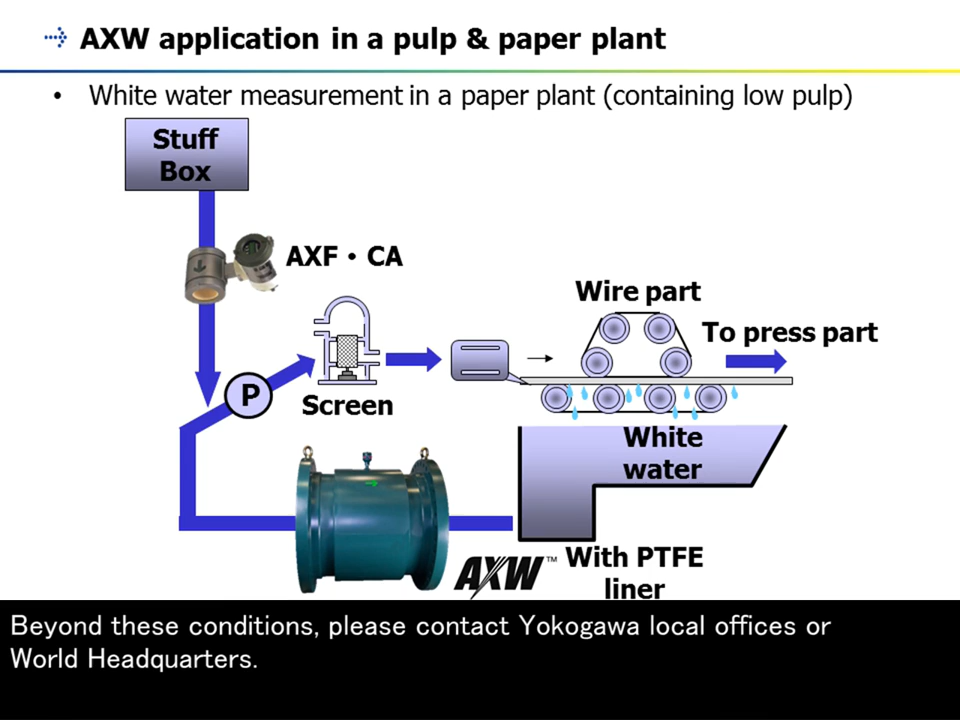 AXW application in a pulp & paper plant
• White water measurement in a paper plant (containing low pulp)
Stuff
Box
AXF・CA
Wire part
To press part
P
Screen
White
water
AXW™
With PTFE
liner
Beyond these conditions, please contact Yokogawa local offices or
World Headquarters.